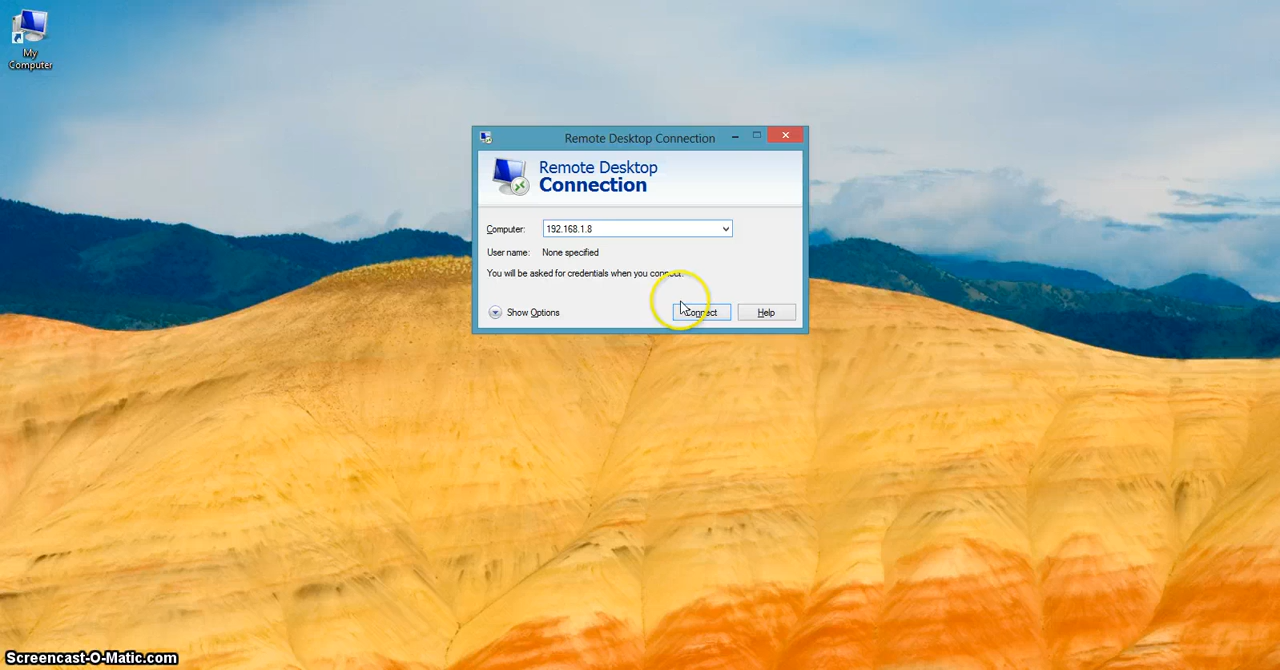 My
Computer
Remote Desktop Connection
Remote Desktop
Connection
Computer: 192.168.1.8
User name: None specified
You will be asked for credentials when you connect.
Show Options Connect Help
Screencast-O-Matic.com